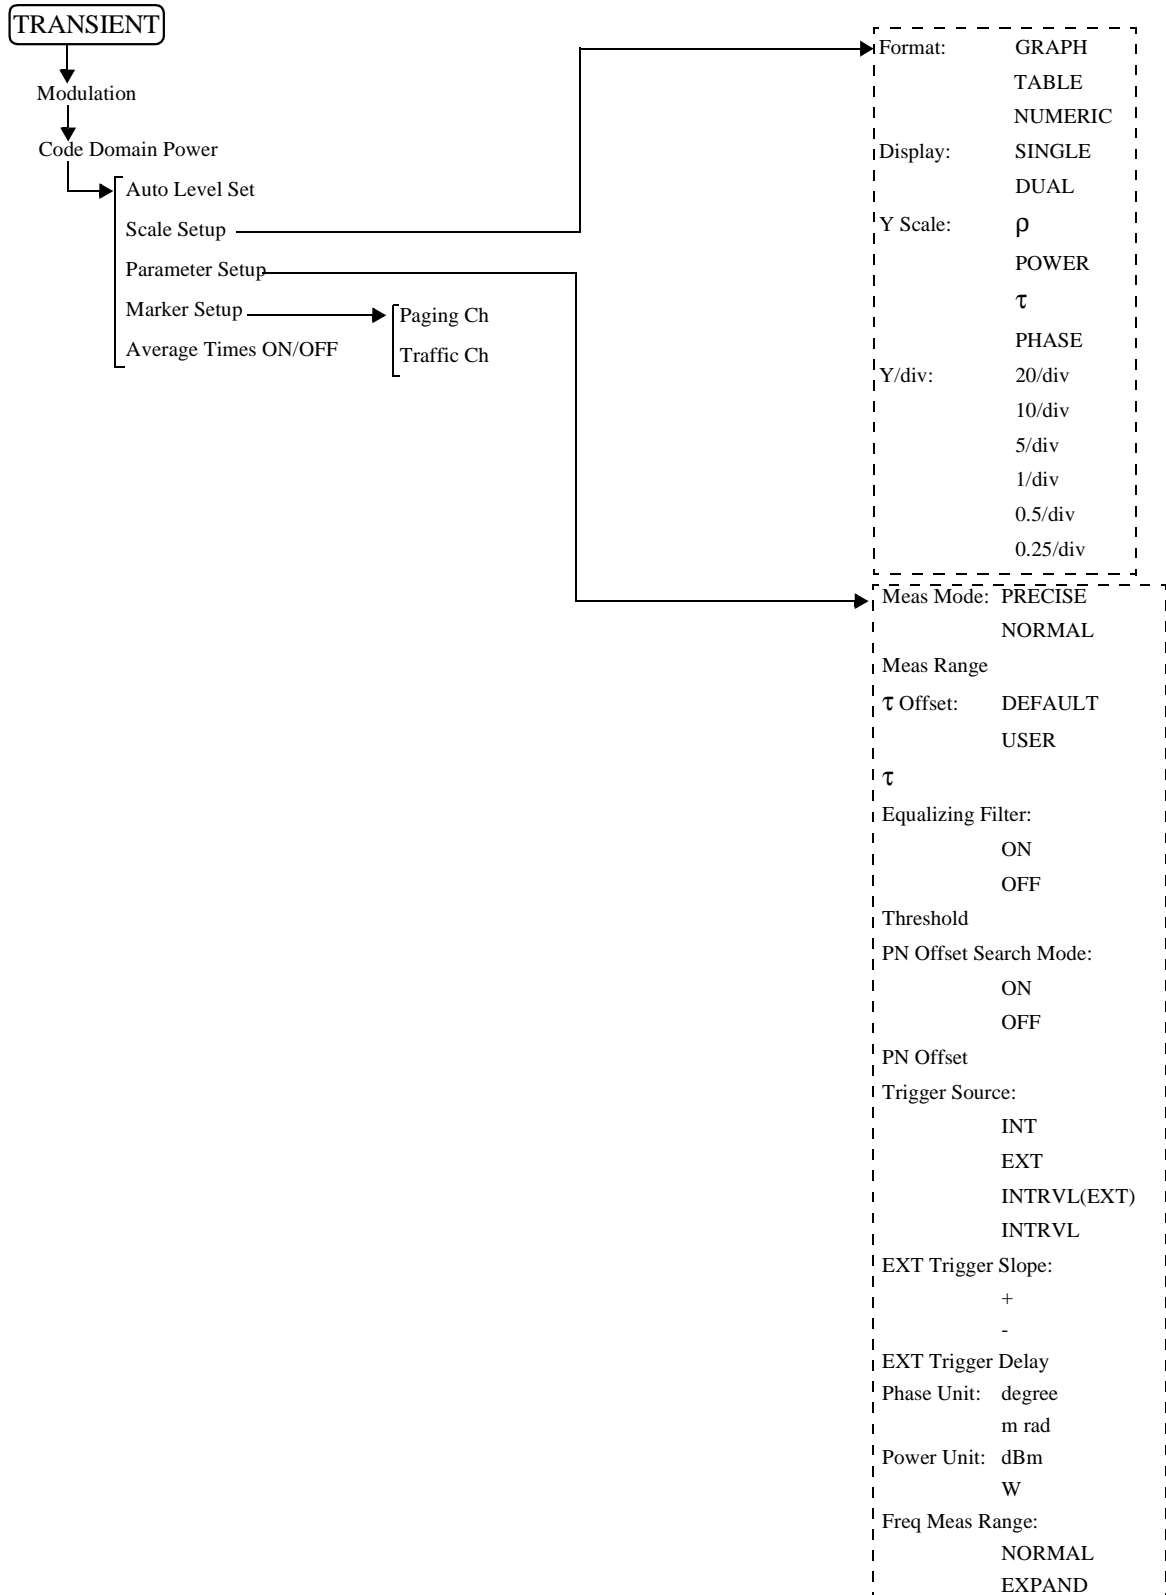 TRANSIENT
Modulation
Code Domain Power
Auto Level Set
Scale Setup
Parameter Setup
Marker Setup
Average Times ON/OFF
Paging Ch
Traffic Ch
Format: GRAPH
TABLE
NUMERIC
Display: SINGLE
DUAL
Y Scale: ρ
POWER
τ
PHASE
Y/div: 20/div
10/div
5/div
1/div
0.5/div
0.25/div
Meas Mode: PRECISE
NORMAL
Meas Range
τ Offset: DEFAULT
USER
τ
Equalizing Filter:
ON
OFF
Threshold
PN Offset Search Mode:
ON
OFF
PN Offset
Trigger Source:
INT
EXT
INTRVL(EXT)
INTRVL
EXT Trigger Slope:
+
-
EXT Trigger Delay
Phase Unit: degree
m rad
Power Unit: dBm
W
Freq Meas Range:
NORMAL
EXPAND